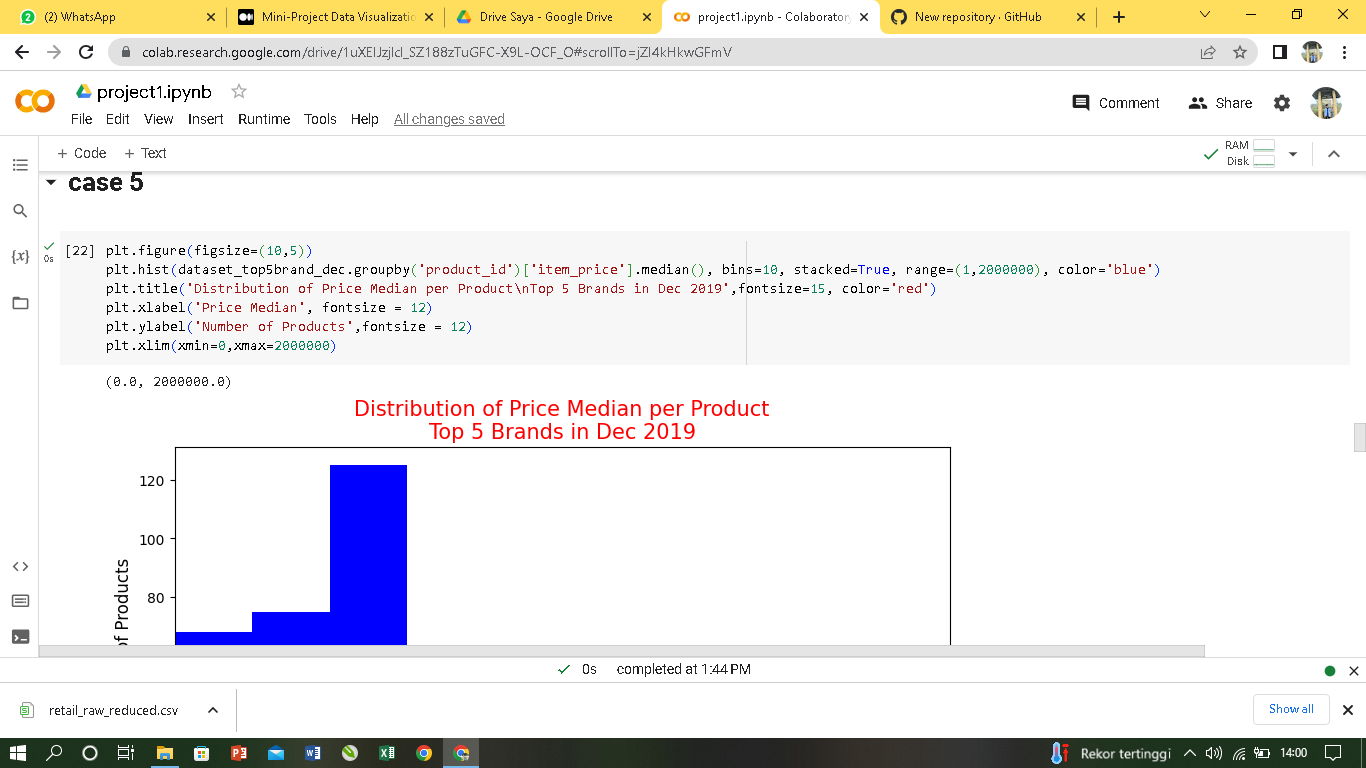 (2) WhatsApp
Mini-Project Data Visualizatio
Drive Saya - Google Drive
project1.ipynb - Colaboratory
New repository · GitHub
colab.research.google.com/drive/
project1.ipynb
Comment
Share
File Edit View Insert Runtime Tools Help All changes saved
+ Code + Text
RAM
Disk
case 5
0s
[22] plt.figure(figsize=(10,5))
plt.hist(dataset_top5brand_dec.groupby('product_id')['item_price'].median(), bins=10, stacked=True, range=(1,2000000), color='blue')
plt.title('Distribution of Price Median per Product\nTop 5 Brands in Dec 2019',fontsize=15, color='red')
plt.xlabel('Price Median', fontsize = 12)
plt.ylabel('Number of Products',fontsize = 12)
plt.xlim(xmin=0,xmax=2000000)
(0.0, 2000000.0)
Distribution of Price Median per Product
Top 5 Brands in Dec 2019
120
100
80
of Products
{x}
0s completed at 1:44 PM
retail_raw_reduced.csv
Show all
Rekor tertinggi
14:00